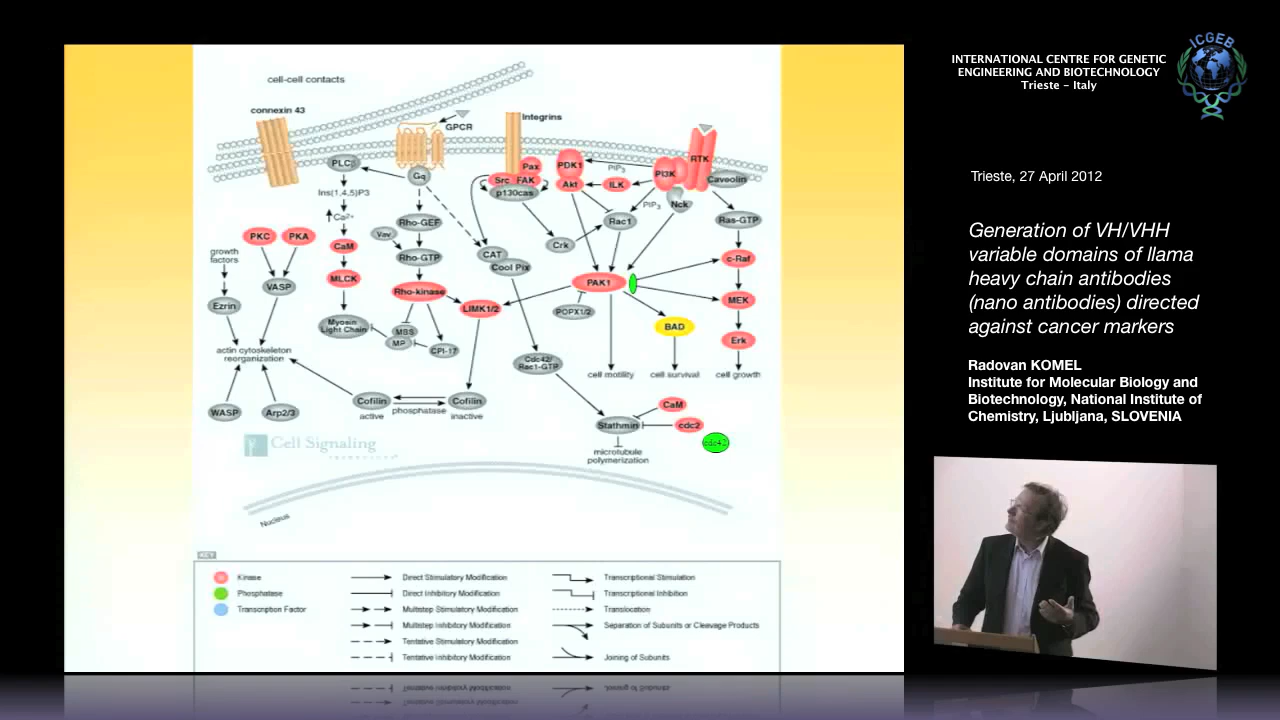 cell-cell contacts
connexin 43
GPCR
Integrins
PLCβ
Gq
Ins(1,4,5)P3
Ca2+
CaM
MLCK
Myosin
Light Chain
PKC
PKA
growth
factors
VASP
Ezrin
actin cytoskeleton
reorganization
WASP
Arp2/3
Rho-GEF
Vav
Rho-GTP
Rho-kinase
MBS
MP
CPI-17
LIMK1/2
Cofilin
active
phosphatase
Cofilin
inactive
Pax
Src
FAK
p130cas
Crk
CAT
Cool Pix
Cdc42/
Rac1-GTP
PDK1
Akt
ILK
PIP3
PI3K
RTK
Caveolin
PIP3
Nck
Rac1
Ras-GTP
c-Raf
MEK
Erk
cell growth
PAK1
POPX1/2
BAD
cell motility
cell survival
CaM
Stathmin
cdc2
cdc42
microtubule
polymerization
Cell Signaling
Nucleus
KEY
Kinase
Phosphatase
Transcription Factor
Direct Stimulatory Modification
Direct Inhibitory Modification
Multistep Stimulatory Modification
Multistep Inhibitory Modification
Tentative Stimulatory Modification
Tentative Inhibitory Modification
Transcriptional Stimulation
Transcriptional Inhibition
Translocation
Separation of Subunits or Cleavage Products
Joining of Subunits
INTERNATIONAL CENTRE FOR GENETIC
ENGINEERING AND BIOTECHNOLOGY
Trieste - Italy
ICGEB
Trieste, 27 April 2012
Generation of VH/VHH
variable domains of llama
heavy chain antibodies
(nano antibodies) directed
against cancer markers
Radovan KOMEL
Institute for Molecular Biology and
Biotechnology, National Institute of
Chemistry, Ljubljana, SLOVENIA